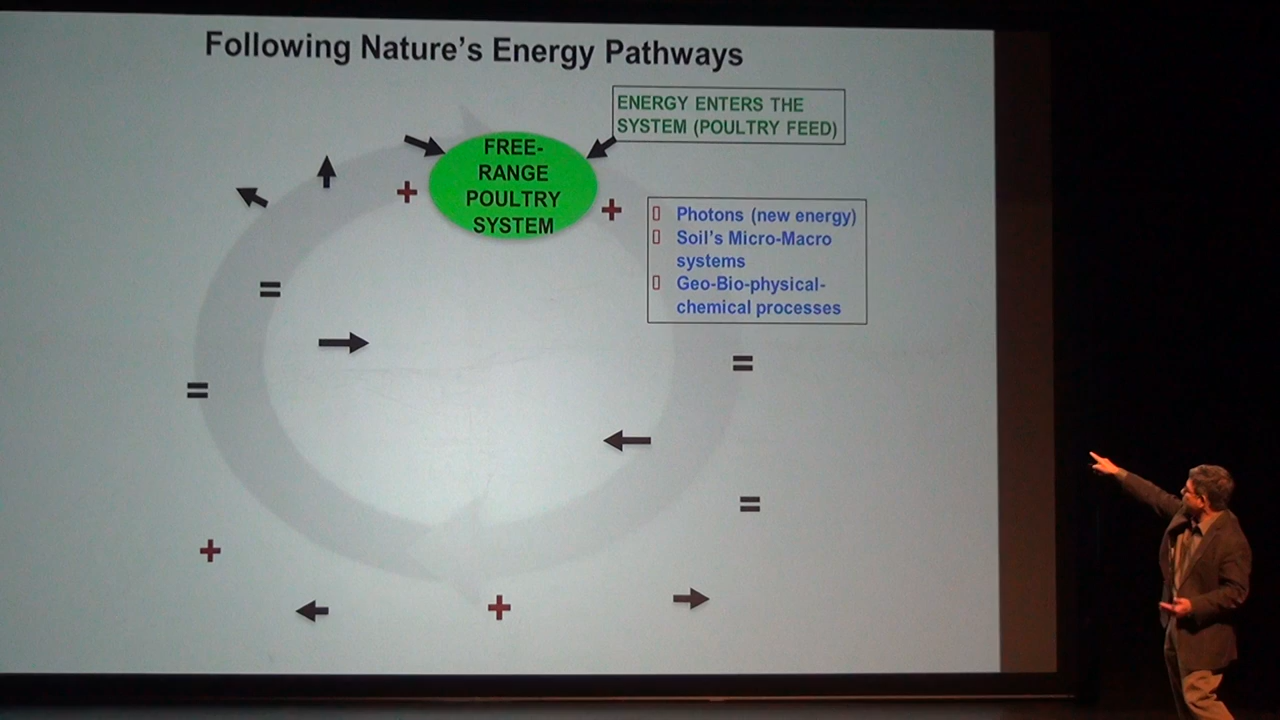 Following Nature's Energy Pathways
ENERGY ENTERS THE
SYSTEM (POULTRY FEED)
FREE-
RANGE
POULTRY
SYSTEM
+
+
Photons (new energy)
Soil's Micro-Macro
systems
Geo-Bio-physical-
chemical processes
=
=
=
=
+
+